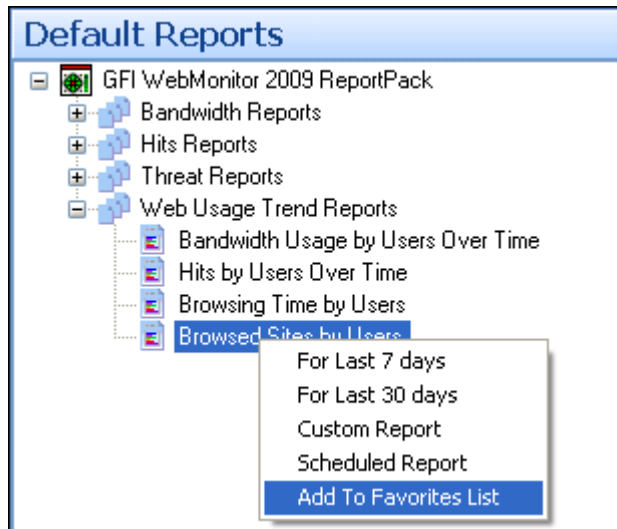 Default Reports
GFI WebMonitor 2009 ReportPack
Bandwidth Reports
Hits Reports
Threat Reports
Web Usage Trend Reports
Bandwidth Usage by Users Over Time
Hits by Users Over Time
Browsing Time by Users
Browsed Sites by Users
For Last 7 days
For Last 30 days
Custom Report
Scheduled Report
Add To Favorites List